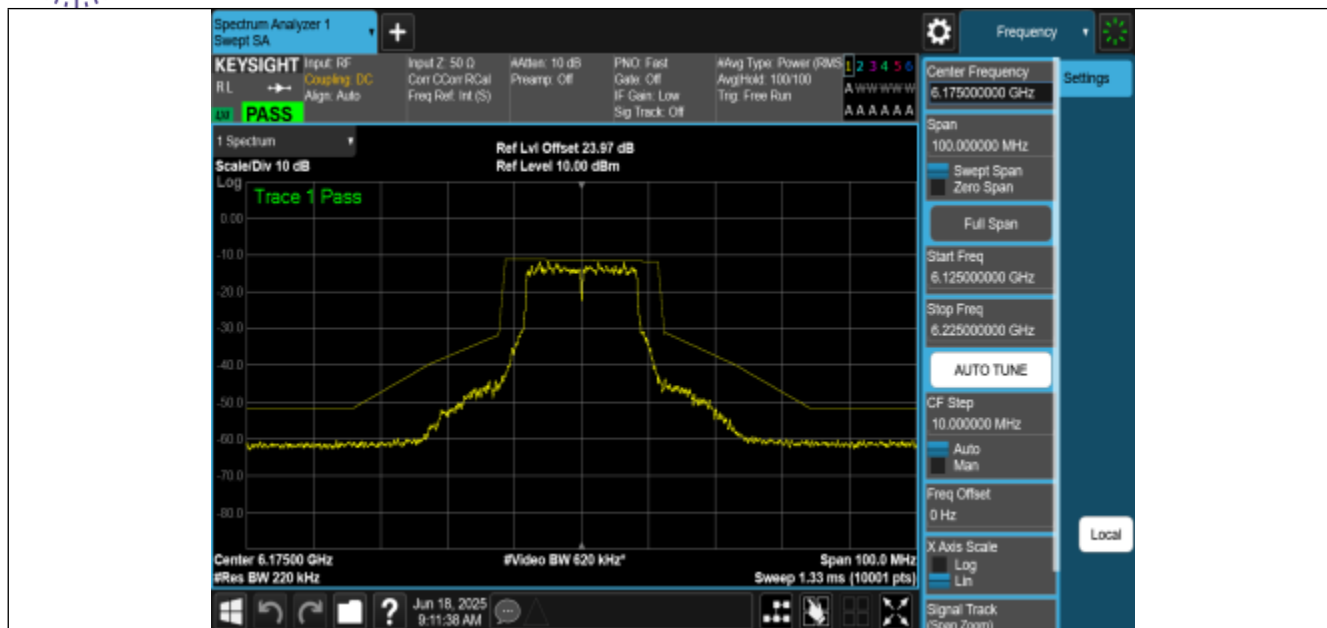 Spectrum Analyzer 1
Swept SA
+
Frequency
KEYSIGHT
RL
LXI
PASS
Input: RF
Coupling: DC
Align: Auto
Input Z: 50 Ω
Corr CCorr RCal
Freq Ref: Int (S)
#Atten: 10 dB
Preamp: Off
PNO: Fast
Gate: Off
IF Gain: Low
Sig Track: Off
#Avg Type: Power (RMS
Avg|Hold: 100/100
Trig: Free Run
1 2 3 4 5 6
A W W W W W
A A A A A A
1 Spectrum
Scale/Div 10 dB
Ref Lvl Offset 23.97 dB
Ref Level 10.00 dBm
Log
Trace 1 Pass
0.00
-10.0
-20.0
-30.0
-40.0
-50.0
-60.0
-70.0
-80.0
Center 6.17500 GHz
#Res BW 220 kHz
#Video BW 620 kHz*
Span 100.0 MHz
Sweep 1.33 ms (10001 pts)
Center Frequency
6.175000000 GHz
Settings
Span
100.000000 MHz
Swept Span
Zero Span
Full Span
Start Freq
6.125000000 GHz
Stop Freq
6.225000000 GHz
AUTO TUNE
CF Step
10.000000 MHz
Auto
Man
Freq Offset
0 Hz
X Axis Scale
Log
Lin
Local
Signal Track
(Span Zoom)
?
Jun 18, 2025
9:11:38 AM